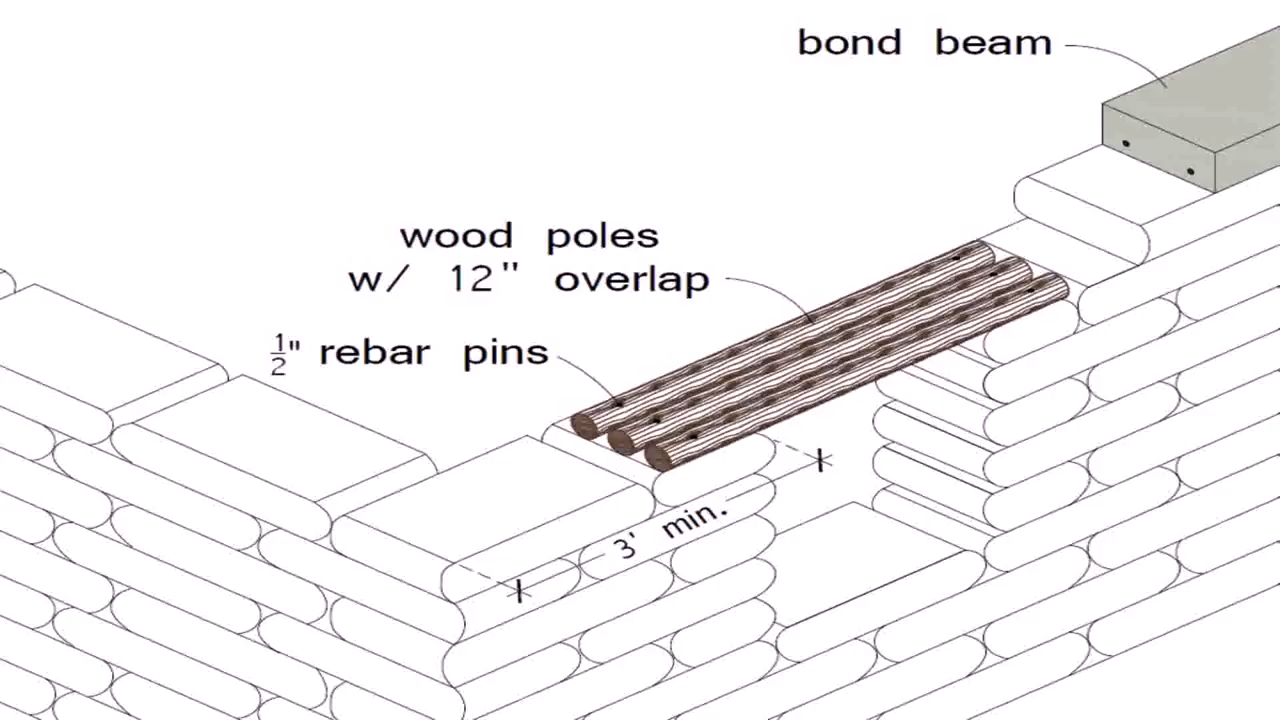 bond beam
wood poles
w/ 12" overlap
½" rebar pins
3' min.